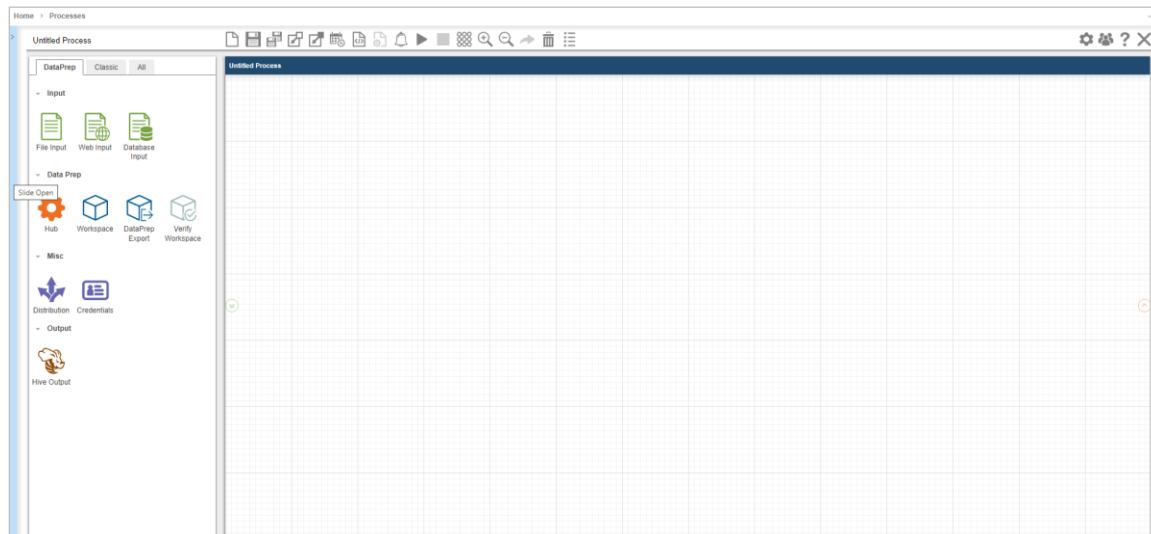 Home > Processes
>
Untitled Process
?
DataPrep Classic All
Untitled Process
Input
File Input Web Input Database
Input
Data Prep
Slide Open
Hub Workspace DataPrep Verify
Export Workspace
Misc
Distribution Credentials
Output
Hive Output